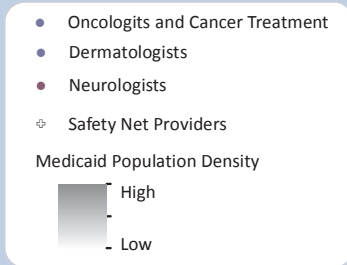 Oncologits and Cancer Treatment
Dermatologists
Neurologists
Safety Net Providers
Medicaid Population Density
High
Low